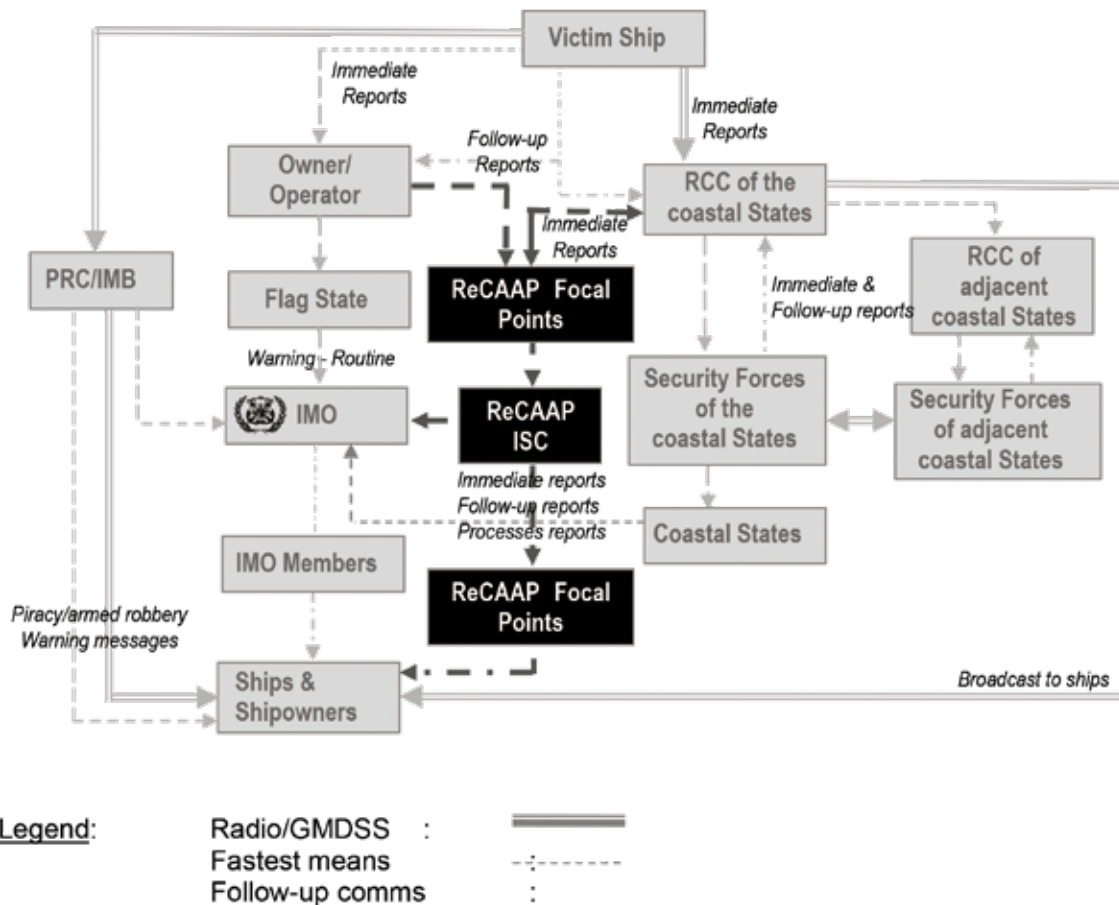 Victim Ship
Immediate
Reports
Immediate
Reports
Follow-up
Reports
Owner/
Operator
RCC of the
coastal States
Immediate
Reports
PRC/IMB
Flag State
ReCAAP Focal
Points
Immediate &
Follow-up reports
RCC of
adjacent
coastal States
Warning - Routine
IMO
ReCAAP
ISC
Security Forces
of the
coastal States
Security Forces
of adjacent
coastal States
Immediate reports
Follow-up reports
Processes reports
Coastal States
IMO Members
ReCAAP Focal
Points
Piracy/armed robbery
Warning messages
Ships &
Shipowners
Broadcast to ships
Legend:
Radio/GMDSS :
Fastest means :
Follow-up comms :